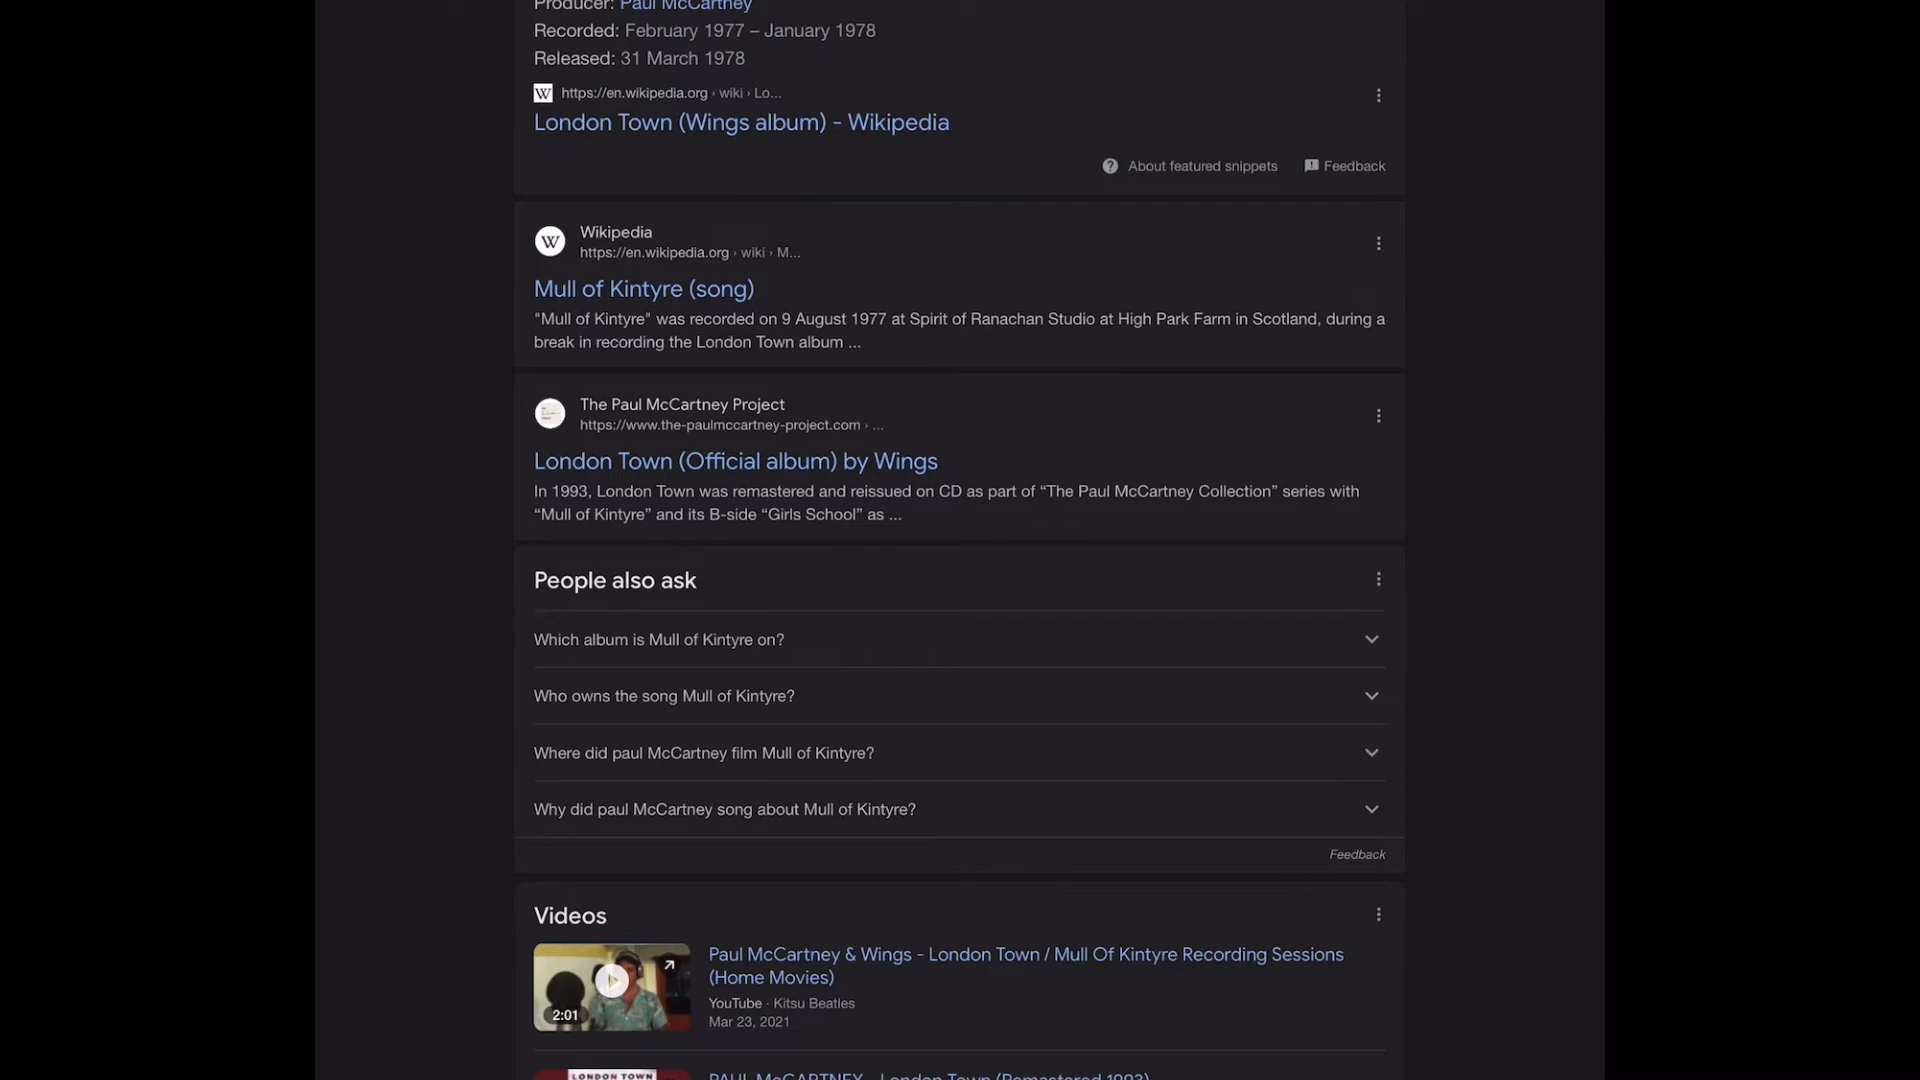 Producer: Paul McCartney
Recorded: February 1977 – January 1978
Released: 31 March 1978
W https://en.wikipedia.org › wiki › Lo...
London Town (Wings album) - Wikipedia
About featured snippets Feedback
W Wikipedia
https://en.wikipedia.org › wiki › M...
Mull of Kintyre (song)
"Mull of Kintyre" was recorded on 9 August 1977 at Spirit of Ranachan Studio at High Park Farm in Scotland, during a
break in recording the London Town album ...
The Paul McCartney Project
https://www.the-paulmccartney-project.com › ...
London Town (Official album) by Wings
In 1993, London Town was remastered and reissued on CD as part of “The Paul McCartney Collection” series with
“Mull of Kintyre” and its B-side “Girls School” as ...
People also ask
Which album is Mull of Kintyre on?
Who owns the song Mull of Kintyre?
Where did paul McCartney film Mull of Kintyre?
Why did paul McCartney song about Mull of Kintyre?
Feedback
Videos
Paul McCartney & Wings - London Town / Mull Of Kintyre Recording Sessions
(Home Movies)
YouTube · Kitsu Beatles
Mar 23, 2021
2:01
LONDON TOWN
PAUL McCARTNEY - London Town (Remastered 1993)